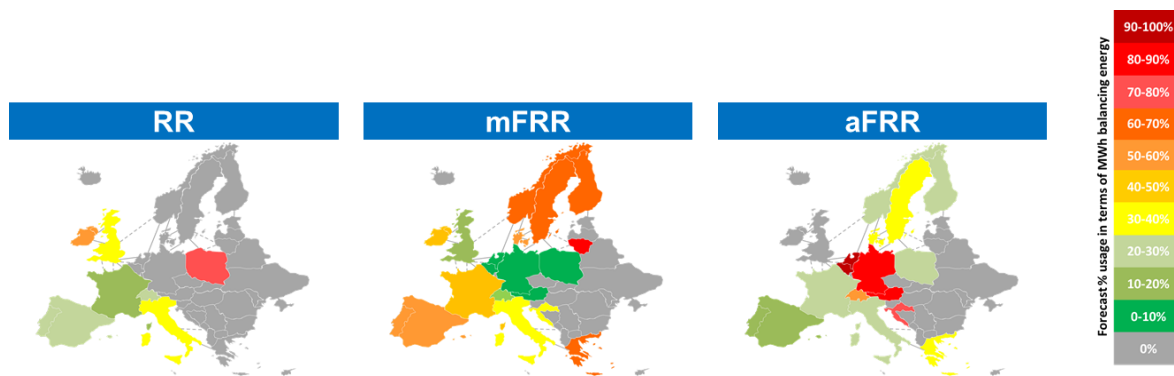 RR
mFRR
aFRR
Forecast % usage in terms of MWh balancing energy
90-100%
80-90%
70-80%
60-70%
50-60%
40-50%
30-40%
20-30%
10-20%
0-10%
0%